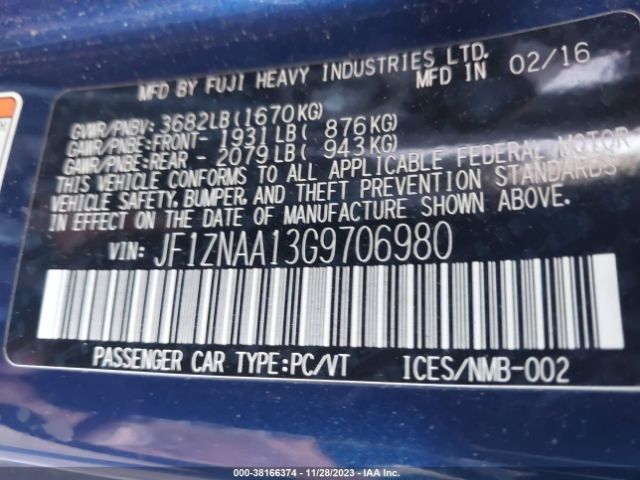 MFD BY FUJI HEAVY INDUSTRIES LTD.
MFD IN 02/16
GVWR/PNBV: 3682LB(1670KG)
GAWR/PNBE:FRONT- 1931LB( 876KG)
GAWR/PNBE:REAR - 2079LB( 943KG)
THIS VEHICLE CONFORMS TO ALL APPLICABLE FEDERAL MOTOR
VEHICLE SAFETY, BUMPER, AND THEFT PREVENTION STANDARDS
IN EFFECT ON THE DATE OF MANUFACTURE SHOWN ABOVE.
VIN: JF1ZNAA13G9706980
PASSENGER CAR TYPE:PC/VT ICES/NMB-002
000-38166374 | 11/28/2023 | IAA Inc.